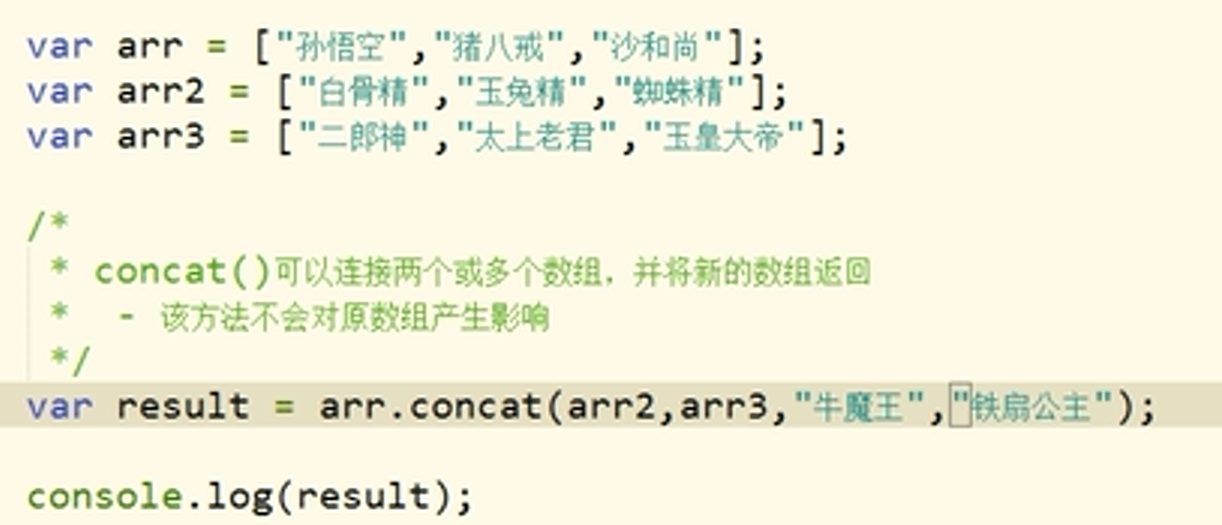 var arr = ["孙悟空","猪八戒","沙和尚"];
var arr2 = ["白骨精","玉兔精","蜘蛛精"];
var arr3 = ["二郎神","太上老君","玉皇大帝"];
/*
* concat()可以连接两个或多个数组，并将新的数组返回
* - 该方法不会对原数组产生影响
*/
var result = arr.concat(arr2,arr3,"牛魔王","铁扇公主");
console.log(result);